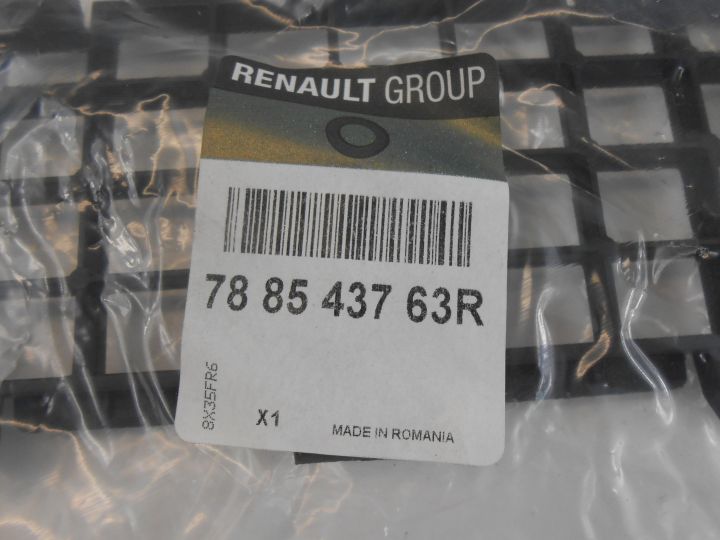 RENAULT GROUP
78 85 437 63R
8X35FR6
X1
MADE IN ROMANIA